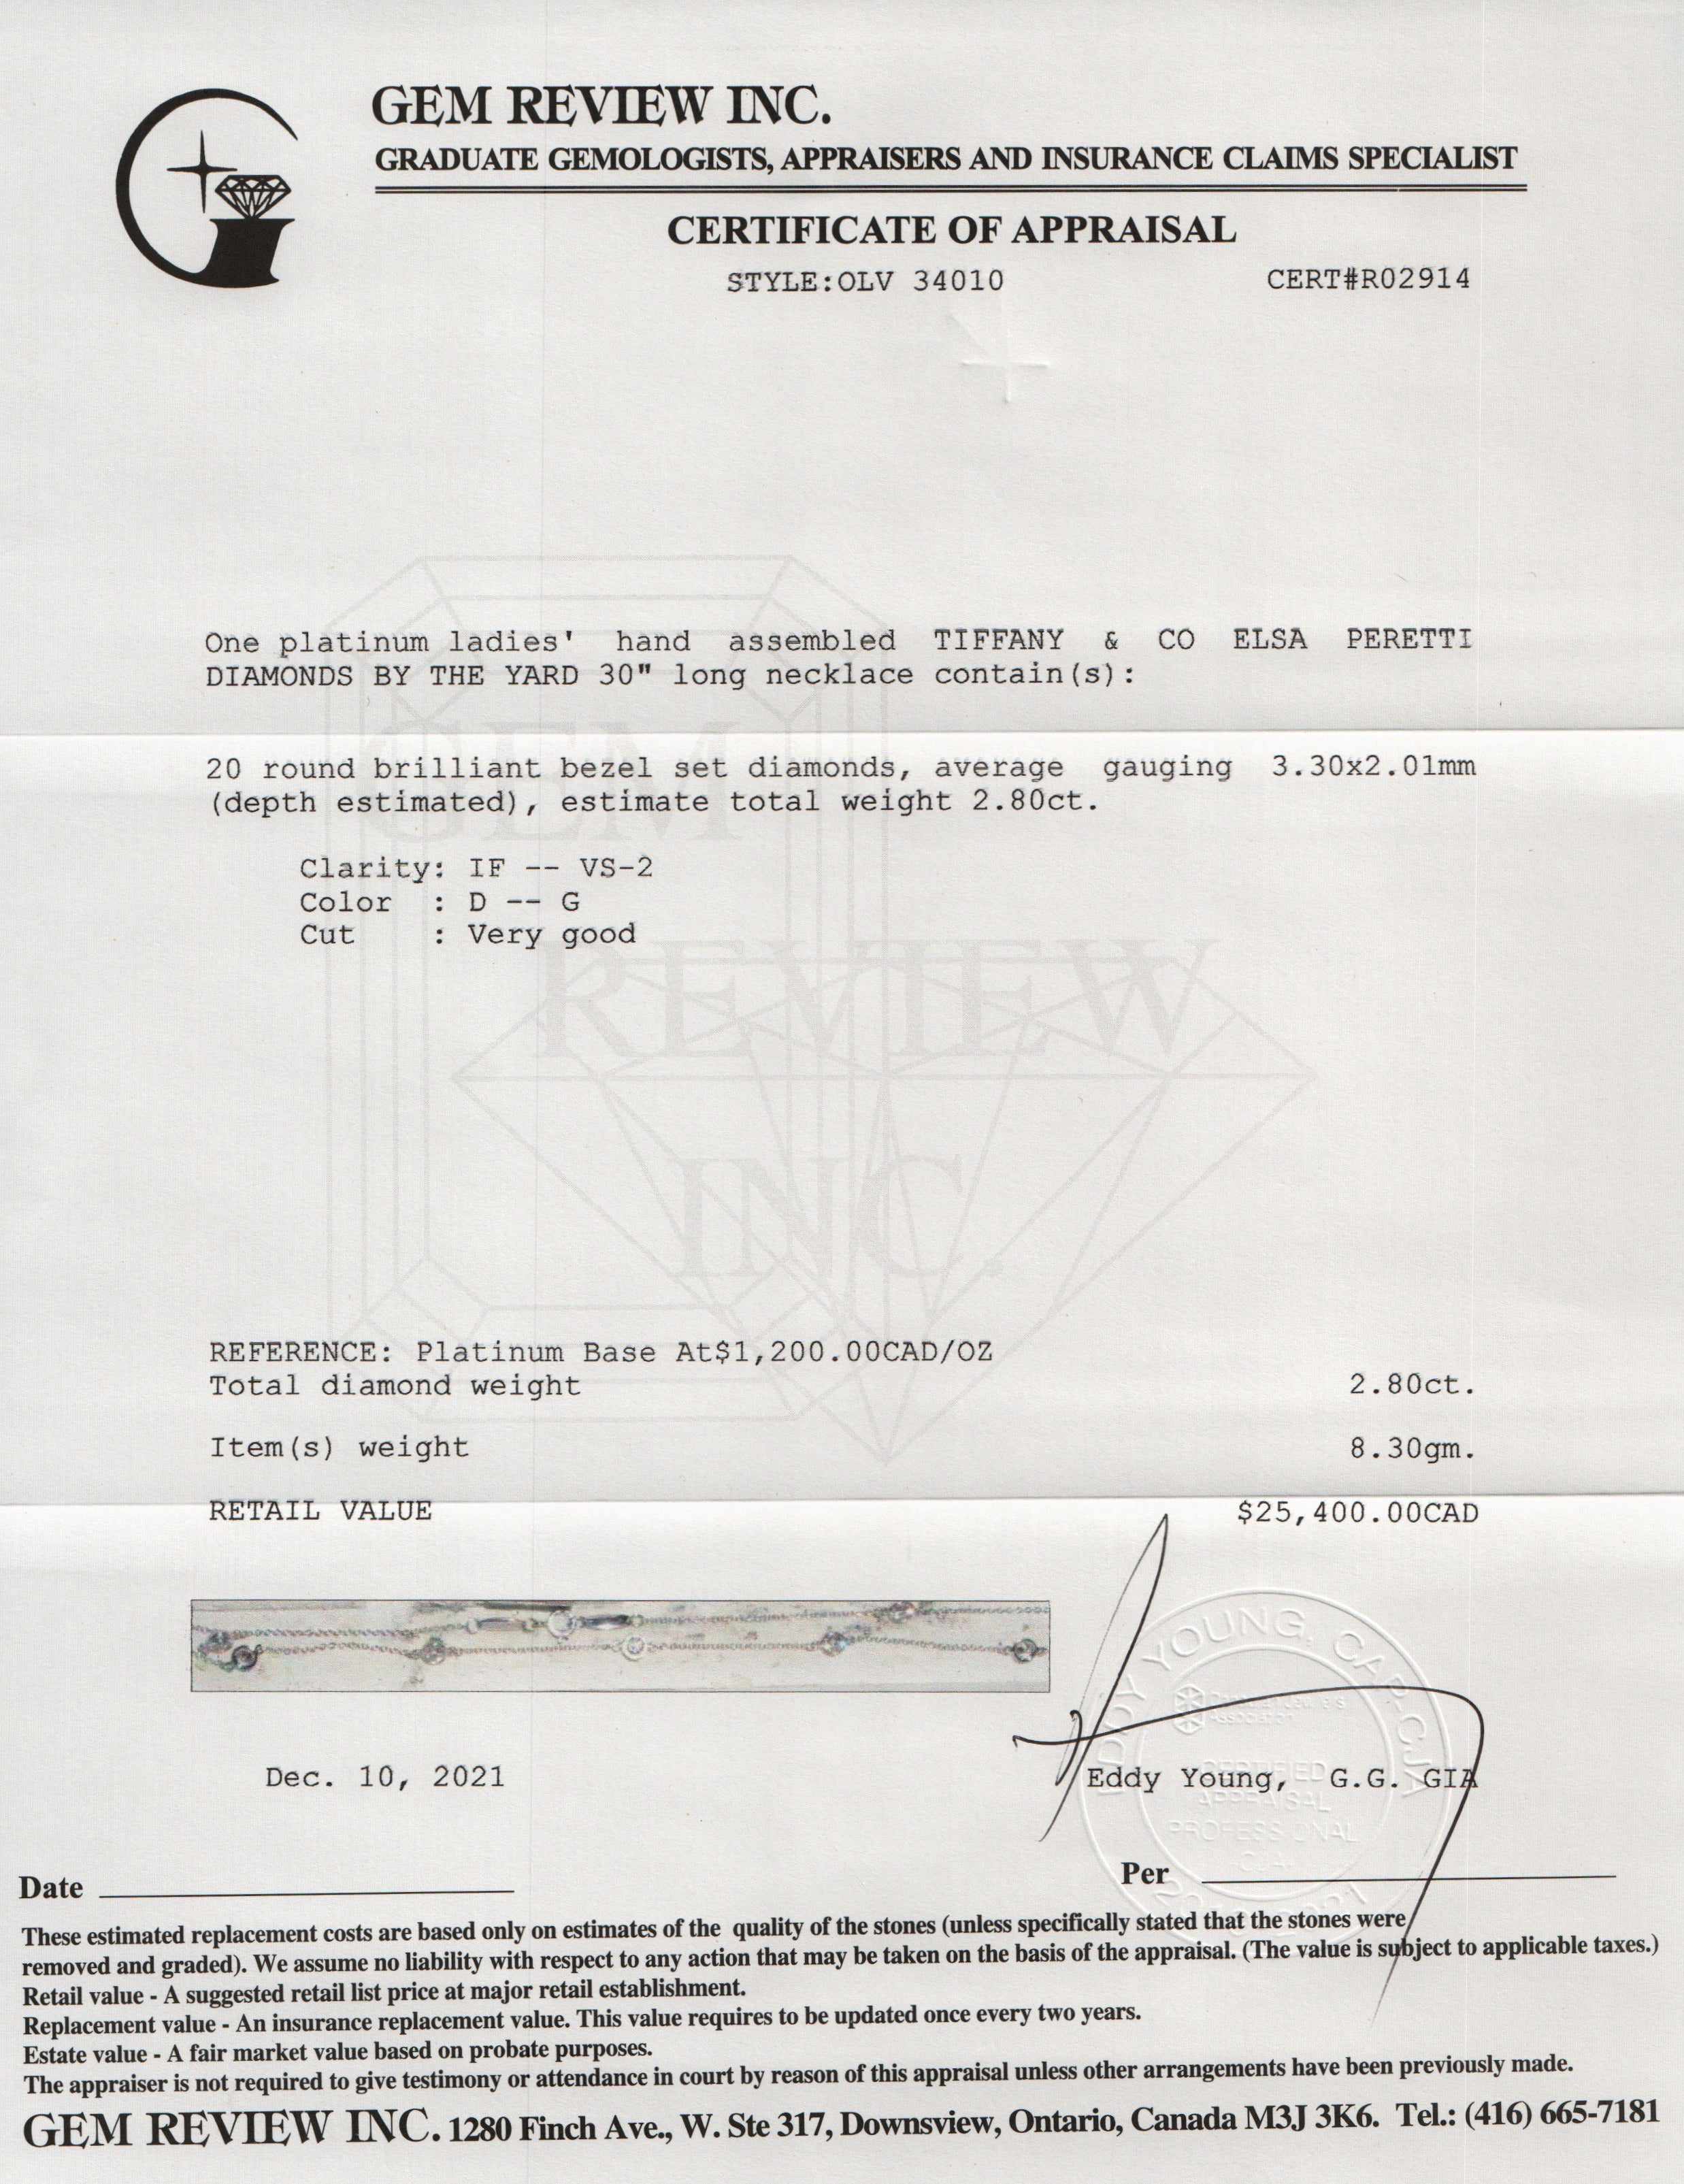 GEM REVIEW INC.
GRADUATE GEMOLOGISTS, APPRAISERS AND INSURANCE CLAIMS SPECIALIST
CERTIFICATE OF APPRAISAL
STYLE:OLV 34010 CERT#R02914
One platinum ladies' hand assembled TIFFANY & CO ELSA PERETTI
DIAMONDS BY THE YARD 30" long necklace contain(s):
GEM
20 round brilliant bezel set diamonds, average gauging 3.30x2.01mm
(depth estimated), estimate total weight 2.80ct.
Clarity: IF -- VS-2
Color : D -- G
Cut : Very good
REVIEW
INC.
REFERENCE: Platinum Base At$1,200.00CAD/OZ
Total diamond weight 2.80ct.
Item(s) weight 8.30gm.
RETAIL VALUE $25,400.00CAD
EDDY YOUNG, CAP-CJA
CERTIFIED
APPRAISAL
PROFESSIONAL
Dec. 10, 2021 Eddy Young, G.G. GIA
Date Per
These estimated replacement costs are based only on estimates of the quality of the stones (unless specifically stated that the stones were
removed and graded). We assume no liability with respect to any action that may be taken on the basis of the appraisal. (The value is subject to applicable taxes.)
Retail value - A suggested retail list price at major retail establishment.
Replacement value - An insurance replacement value. This value requires to be updated once every two years.
Estate value - A fair market value based on probate purposes.
The appraiser is not required to give testimony or attendance in court by reason of this appraisal unless other arrangements have been previously made.
GEM REVIEW INC. 1280 Finch Ave., W. Ste 317, Downsview, Ontario, Canada M3J 3K6. Tel.: (416) 665-7181